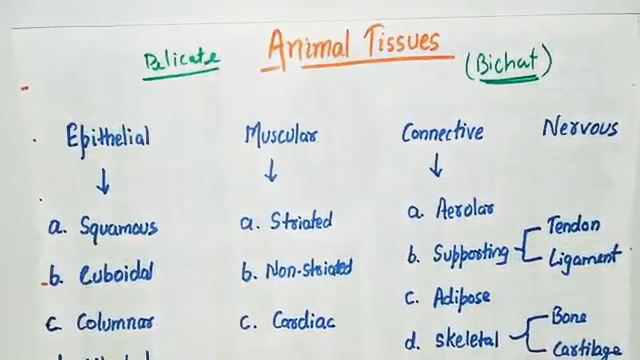 Delicate Animal Tissues (Bichat)
Epithelial Muscular Connective Nervous
a. Squamous a. Striated a. Aerolar
b. Cuboidal b. Non-striated b. Supporting Tendon
Ligament
c. Columnar c. Cardiac c. Adipose
d. Skeletal Bone
Cartilage